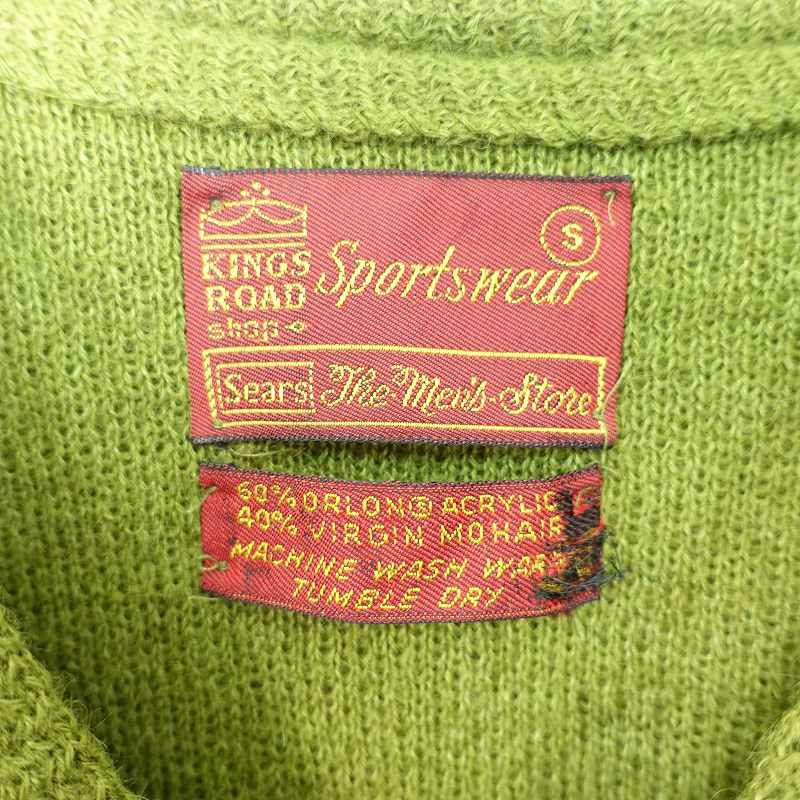 S
KINGS
ROAD
shop
Sportswear
Sears The Men's Store
60% ORLON® ACRYLIC
40% VIRGIN MOHAIR
MACHINE WASH WARM
TUMBLE DRY